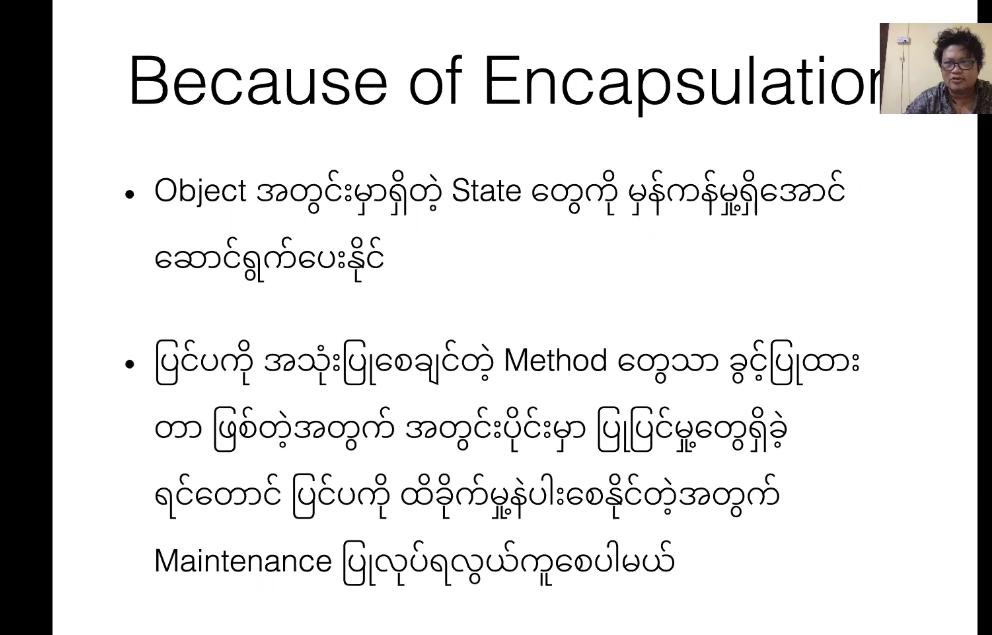 Because of Encapsulation
• Object အတွင်းမှာရှိတဲ့ State တွေကို မှန်ကန်မှု့ရှိအောင်
ဆောင်ရွက်ပေးနိုင်
• ပြင်ပကို အသုံးပြုစေချင်တဲ့ Method တွေသာ ခွင့်ပြုထား
တာ ဖြစ်တဲ့အတွက် အတွင်းပိုင်းမှာ ပြုပြင်မှု့တွေရှိခဲ့
ရင်တောင် ပြင်ပကို ထိခိုက်မှု့နဲပါးစေနိုင်တဲ့အတွက်
Maintenance ပြုလုပ်ရလွယ်ကူစေပါမယ်